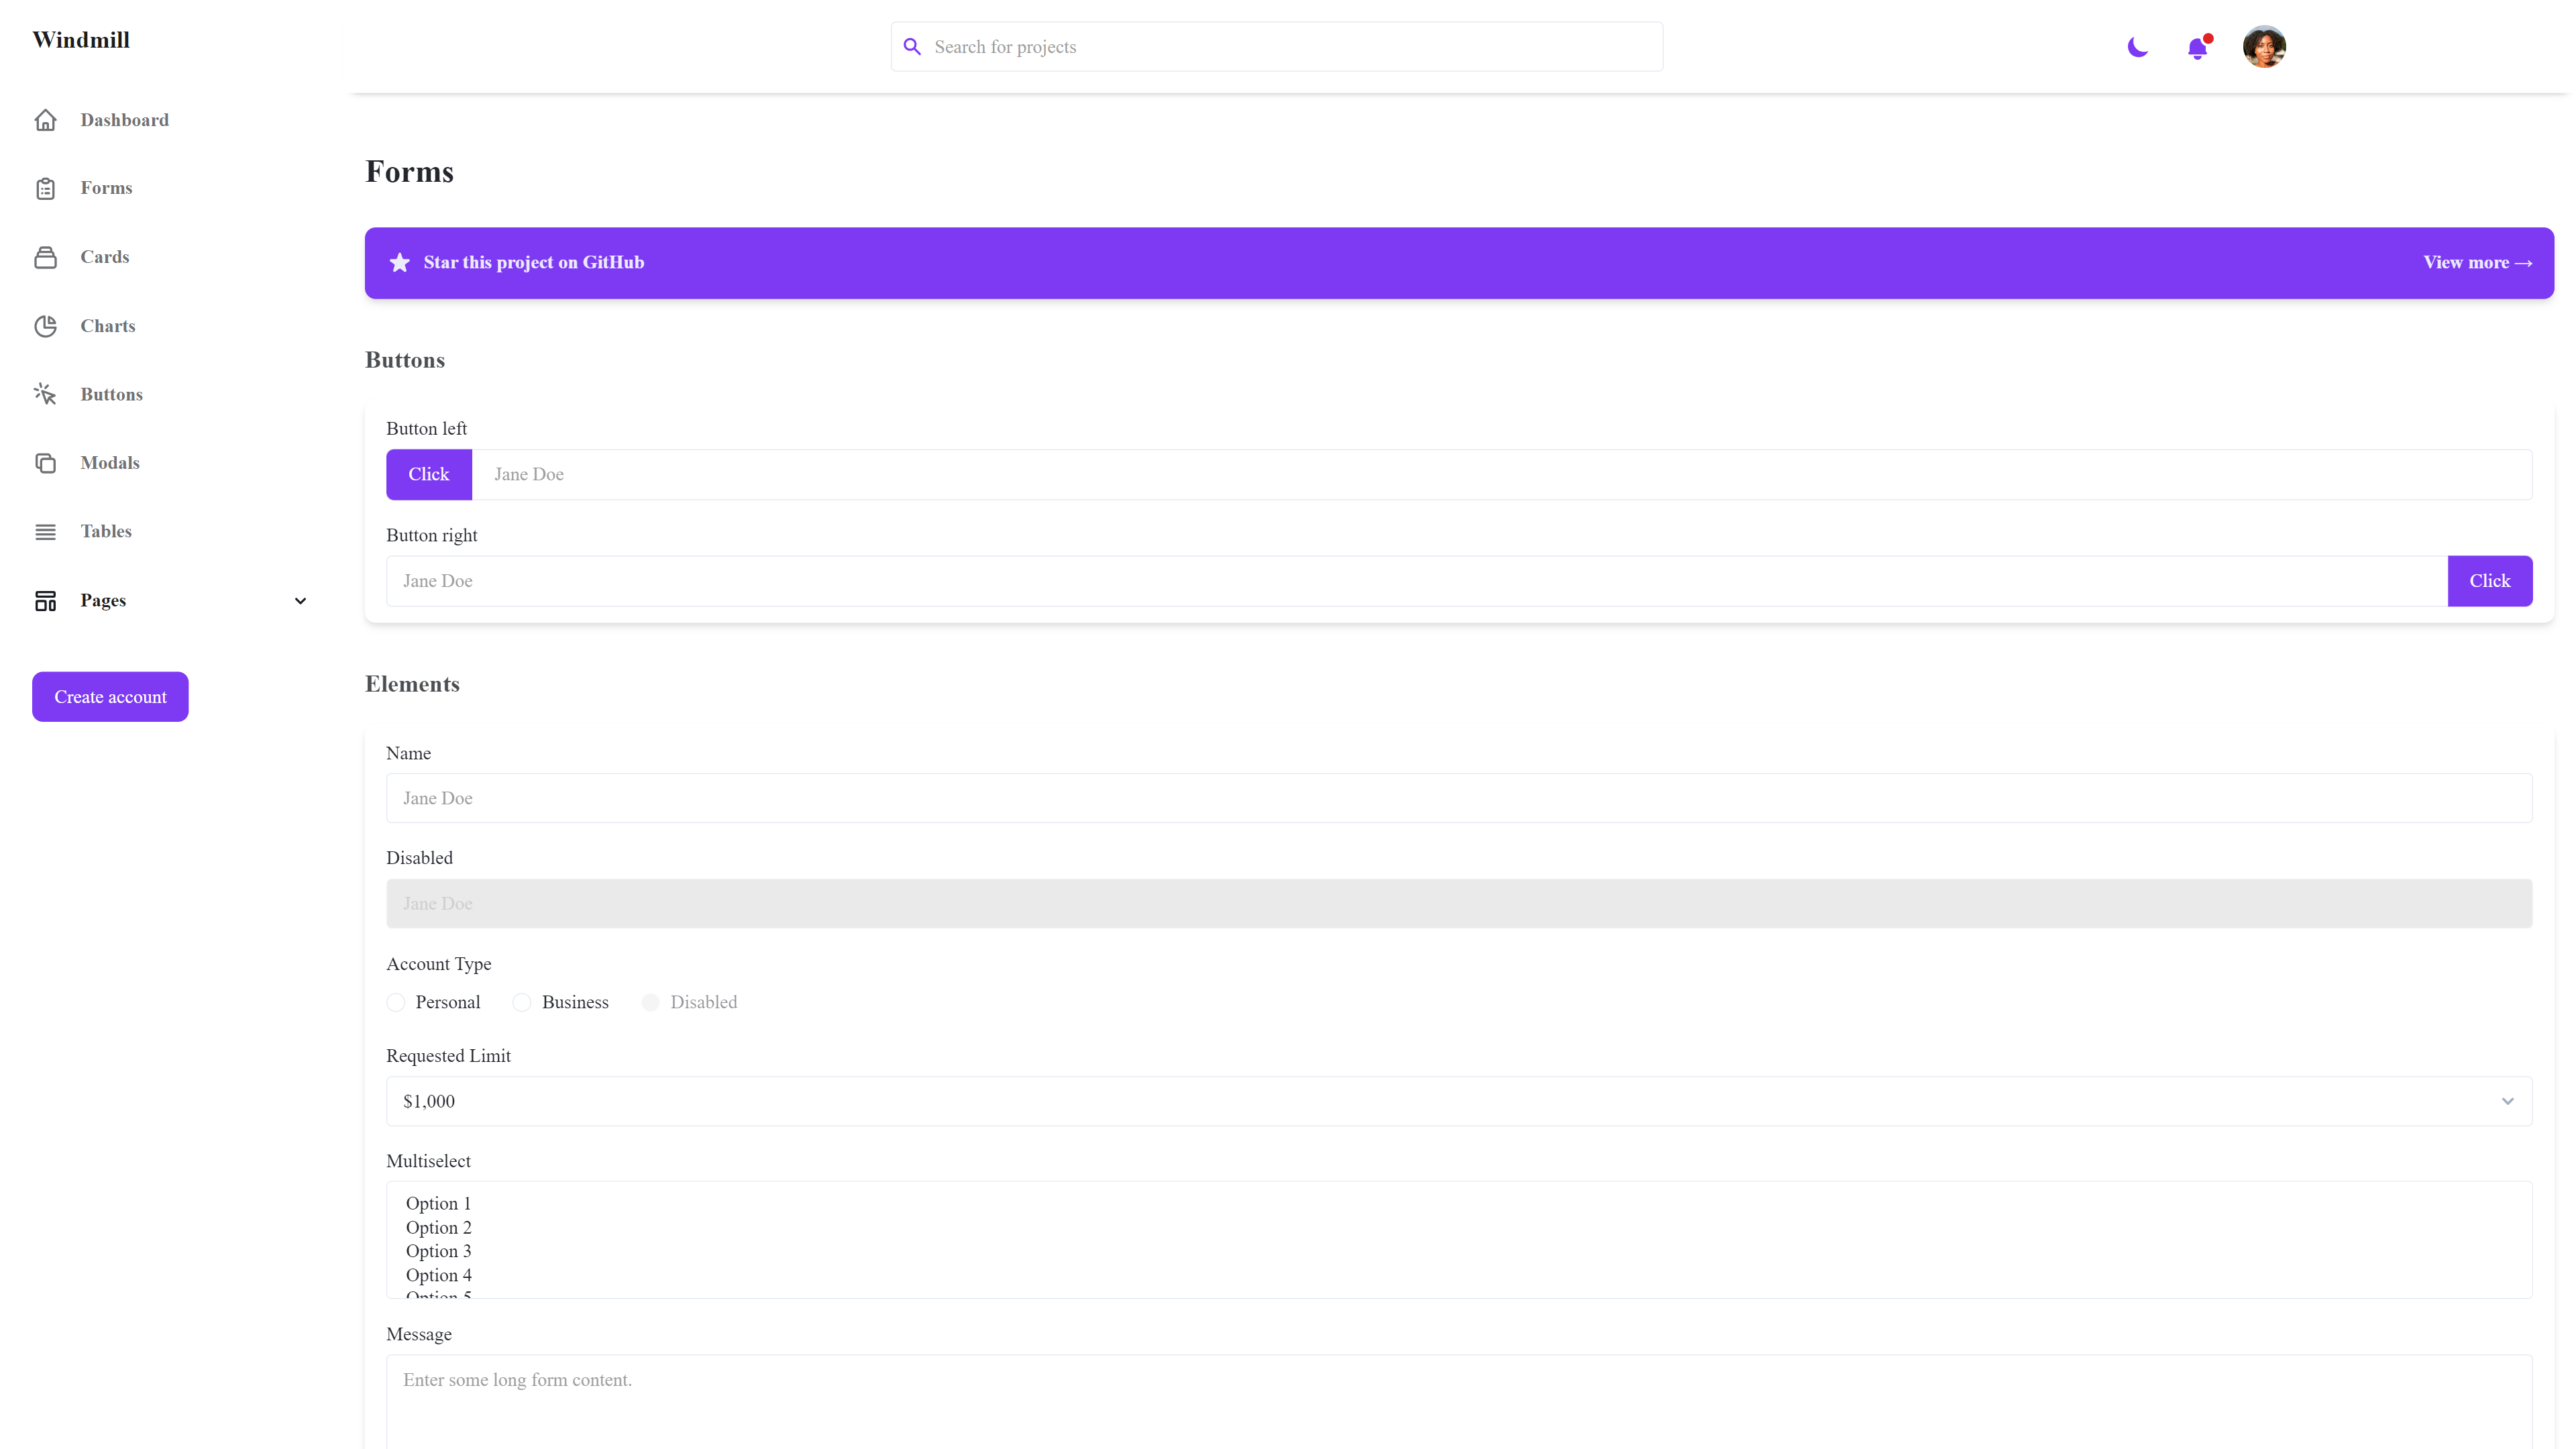 Windmill
Search for projects
Dashboard
Forms
Cards
Charts
Buttons
Modals
Tables
Pages
Create account
Forms
Star this project on GitHub
View more →
Buttons
Button left
Click
Jane Doe
Button right
Jane Doe
Click
Elements
Name
Jane Doe
Disabled
Jane Doe
Account Type
Personal
Business
Disabled
Requested Limit
$1,000
Multiselect
Option 1
Option 2
Option 3
Option 4
Option 5
Message
Enter some long form content.